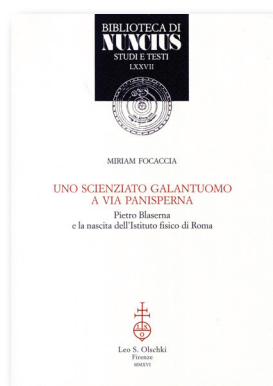 BIBLIOTECA DI
NUNCIUS
STUDI E TESTI
LXXVII
MIRIAM FOCACCIA
UNO SCIENZIATO GALANTUOMO
A VIA PANISPERNA
Pietro Blaserna
e la nascita dell'Istituto fisico di Roma
Leo S. Olschki
Firenze
MMXVI